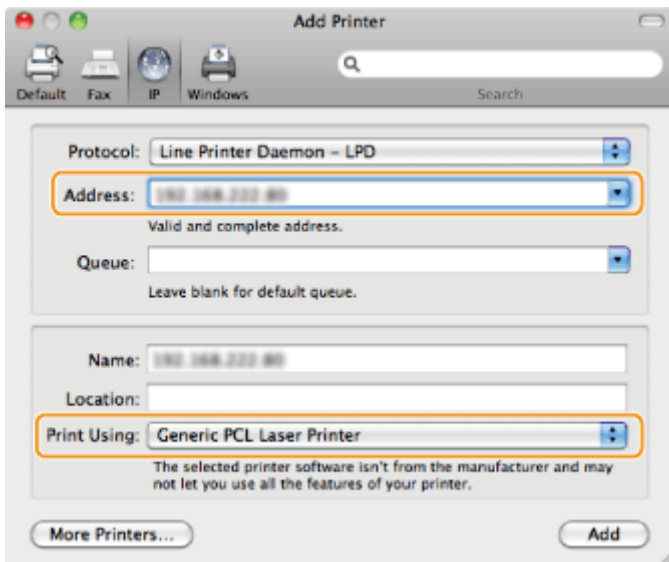 Add Printer
Default Fax IP Windows Search
Protocol: Line Printer Daemon – LPD
Address:
Valid and complete address.
Queue:
Leave blank for default queue.
Name:
Location:
Print Using: Generic PCL Laser Printer
The selected printer software isn't from the manufacturer and may
not let you use all the features of your printer.
More Printers... Add